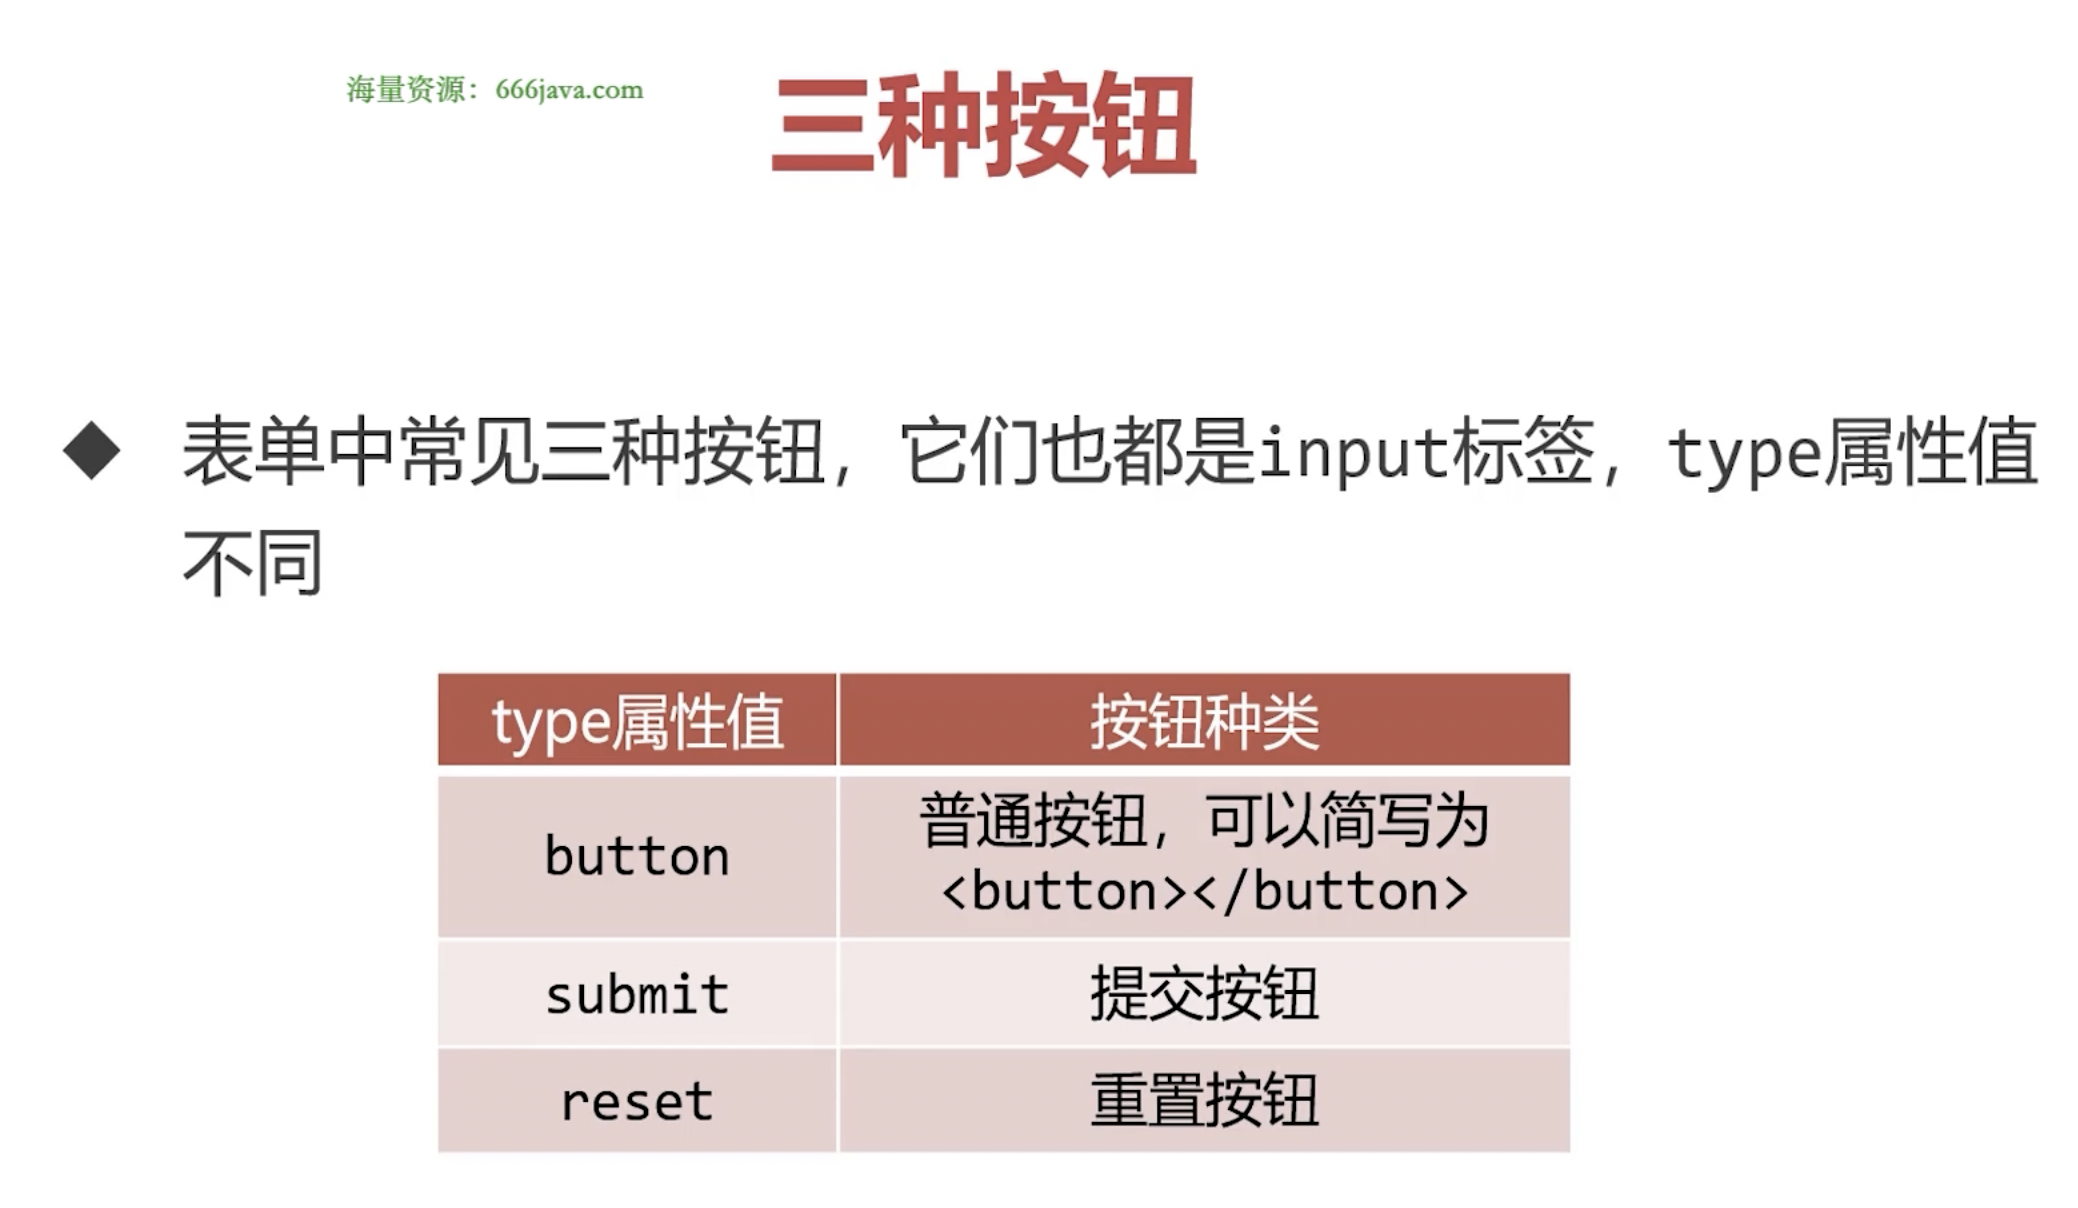 海量资源：666java.com
三种按钮
◆ 表单中常见三种按钮，它们也都是input标签，type属性值
不同
type属性值 按钮种类
button 普通按钮，可以简写为
<button></button>
submit 提交按钮
reset 重置按钮